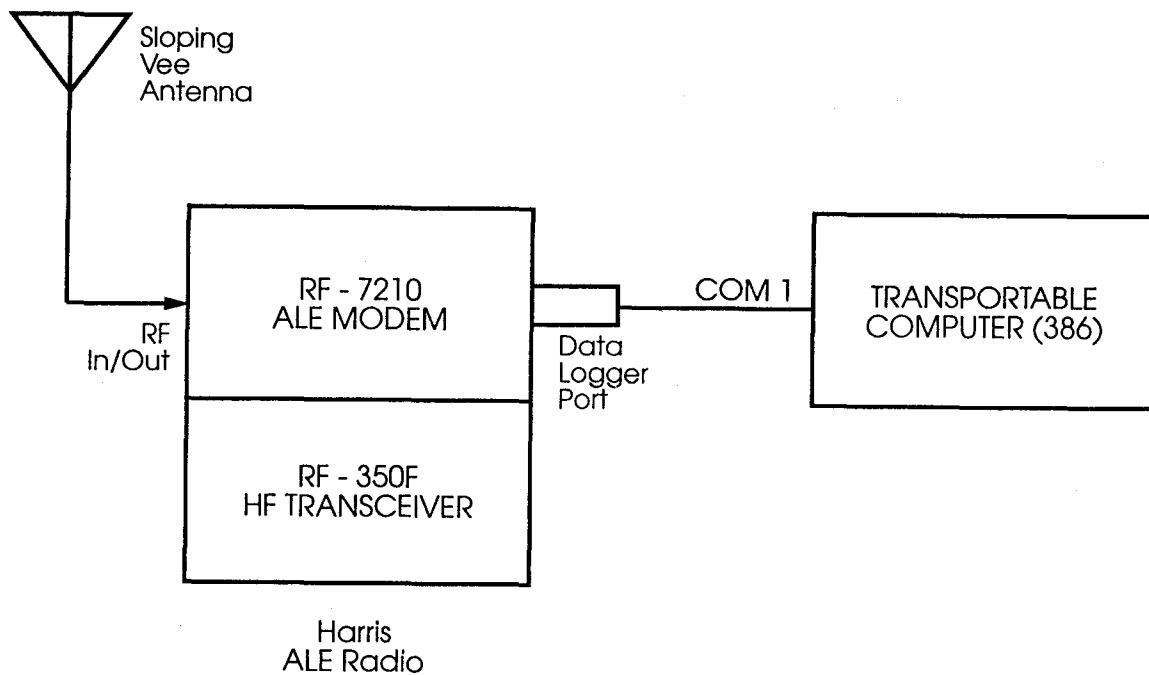 Sloping
Vee
Antenna
RF
In/Out
RF - 7210
ALE MODEM
Data
Logger
Port
COM 1
TRANSPORTABLE
COMPUTER (386)
RF - 350F
HF TRANSCEIVER
Harris
ALE Radio